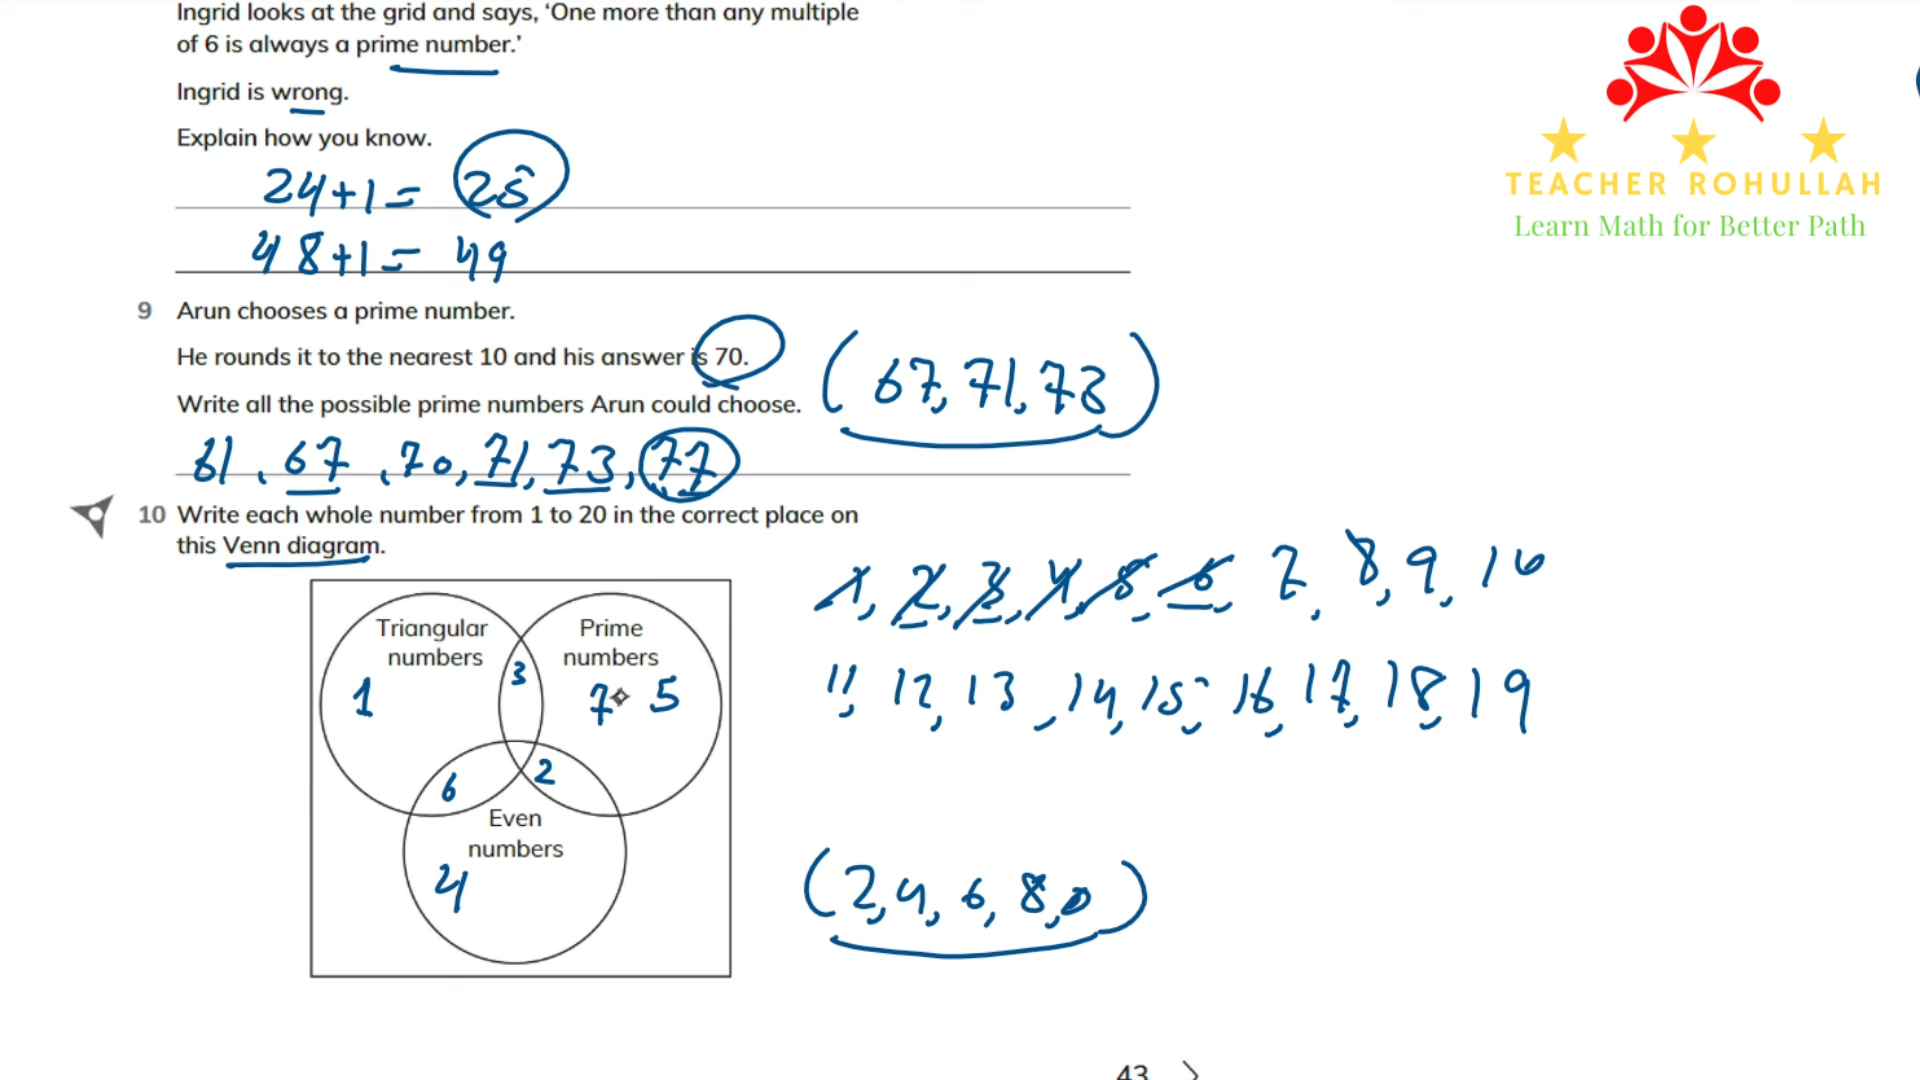 Ingrid looks at the grid and says, ‘One more than any multiple
of 6 is always a prime number.’
Ingrid is wrong.
Explain how you know.
24+1= 25
48+1= 49
TEACHER ROHULLAH
Learn Math for Better Path
9 Arun chooses a prime number.
He rounds it to the nearest 10 and his answer is 70.
Write all the possible prime numbers Arun could choose.
(67, 71, 73)
61, 67, 70, 71, 73, 77
10 Write each whole number from 1 to 20 in the correct place on
this Venn diagram.
1, 2, 3, 4, 5, 6, 7, 8, 9, 10
11, 12, 13, 14, 15, 16, 17, 18, 19
Triangular
numbers
Prime
numbers
3
1
7 5
6
2
Even
numbers
4
(2, 4, 6, 8, 0)
43